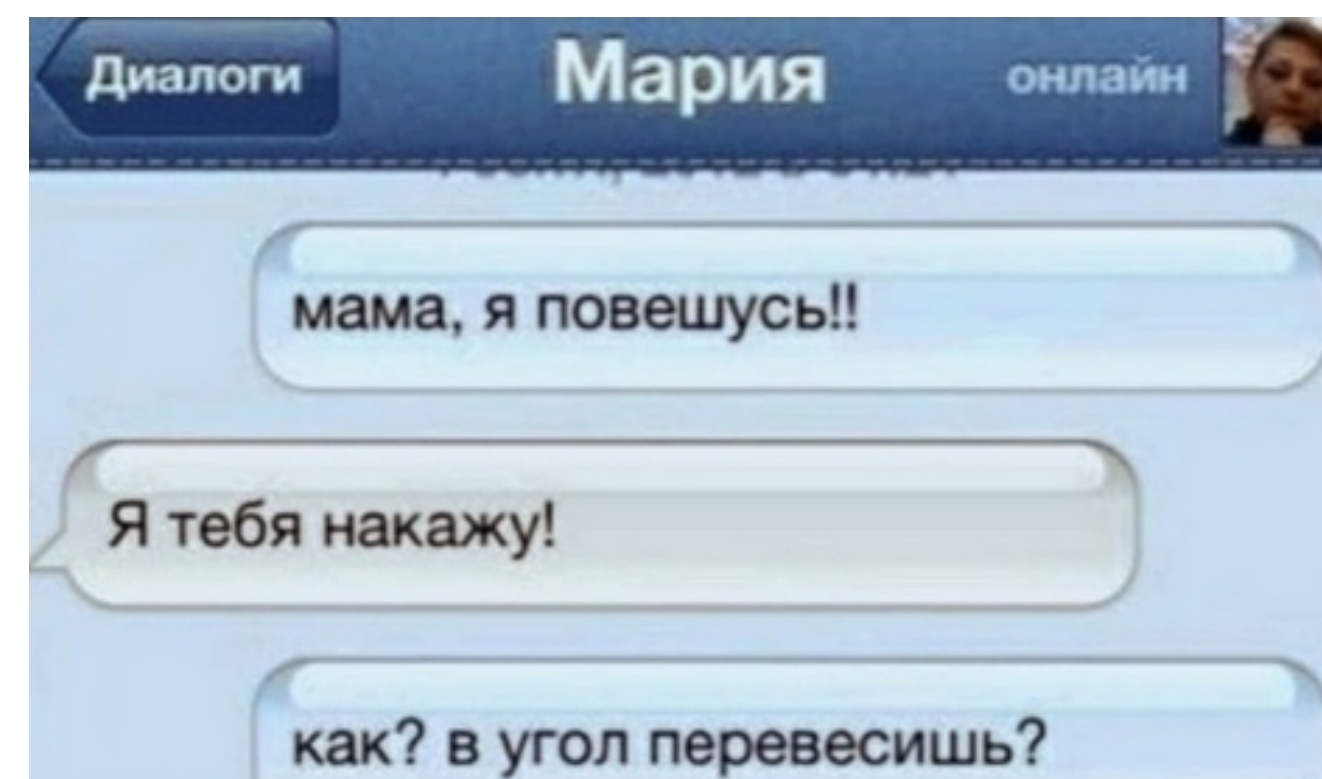 Диалоги
Мария
онлайн
мама, я повешусь!!
Я тебя накажу!
как? в угол перевесишь?